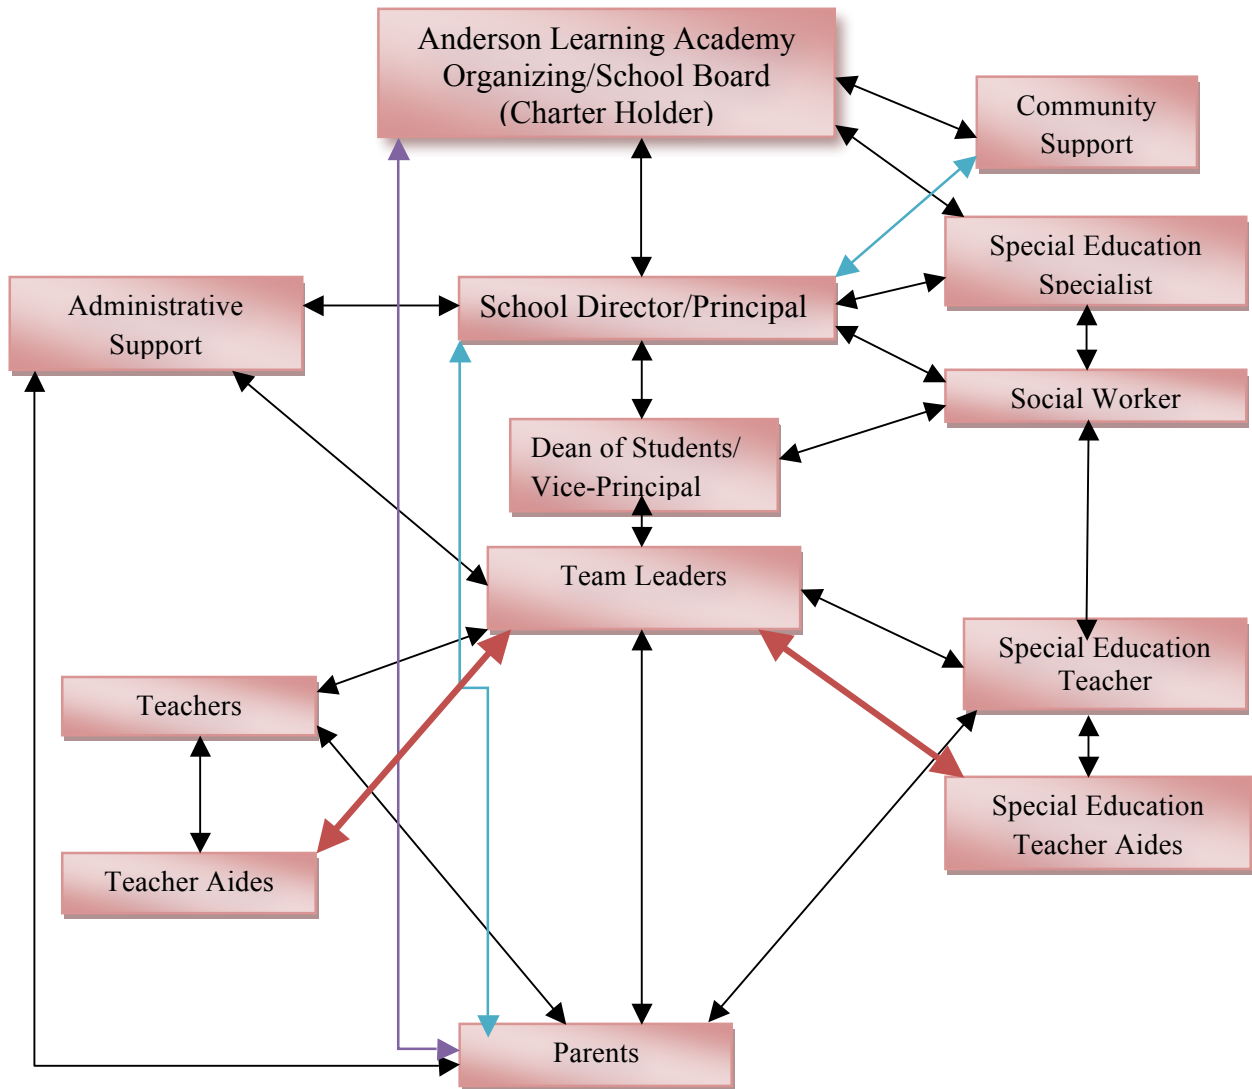 Anderson Learning Academy
Organizing/School Board
(Charter Holder)
Community
Support
Special Education
Specialist
Administrative
Support
School Director/Principal
Social Worker
Dean of Students/
Vice-Principal
Team Leaders
Special Education
Teacher
Teachers
Special Education
Teacher Aides
Teacher Aides
Parents